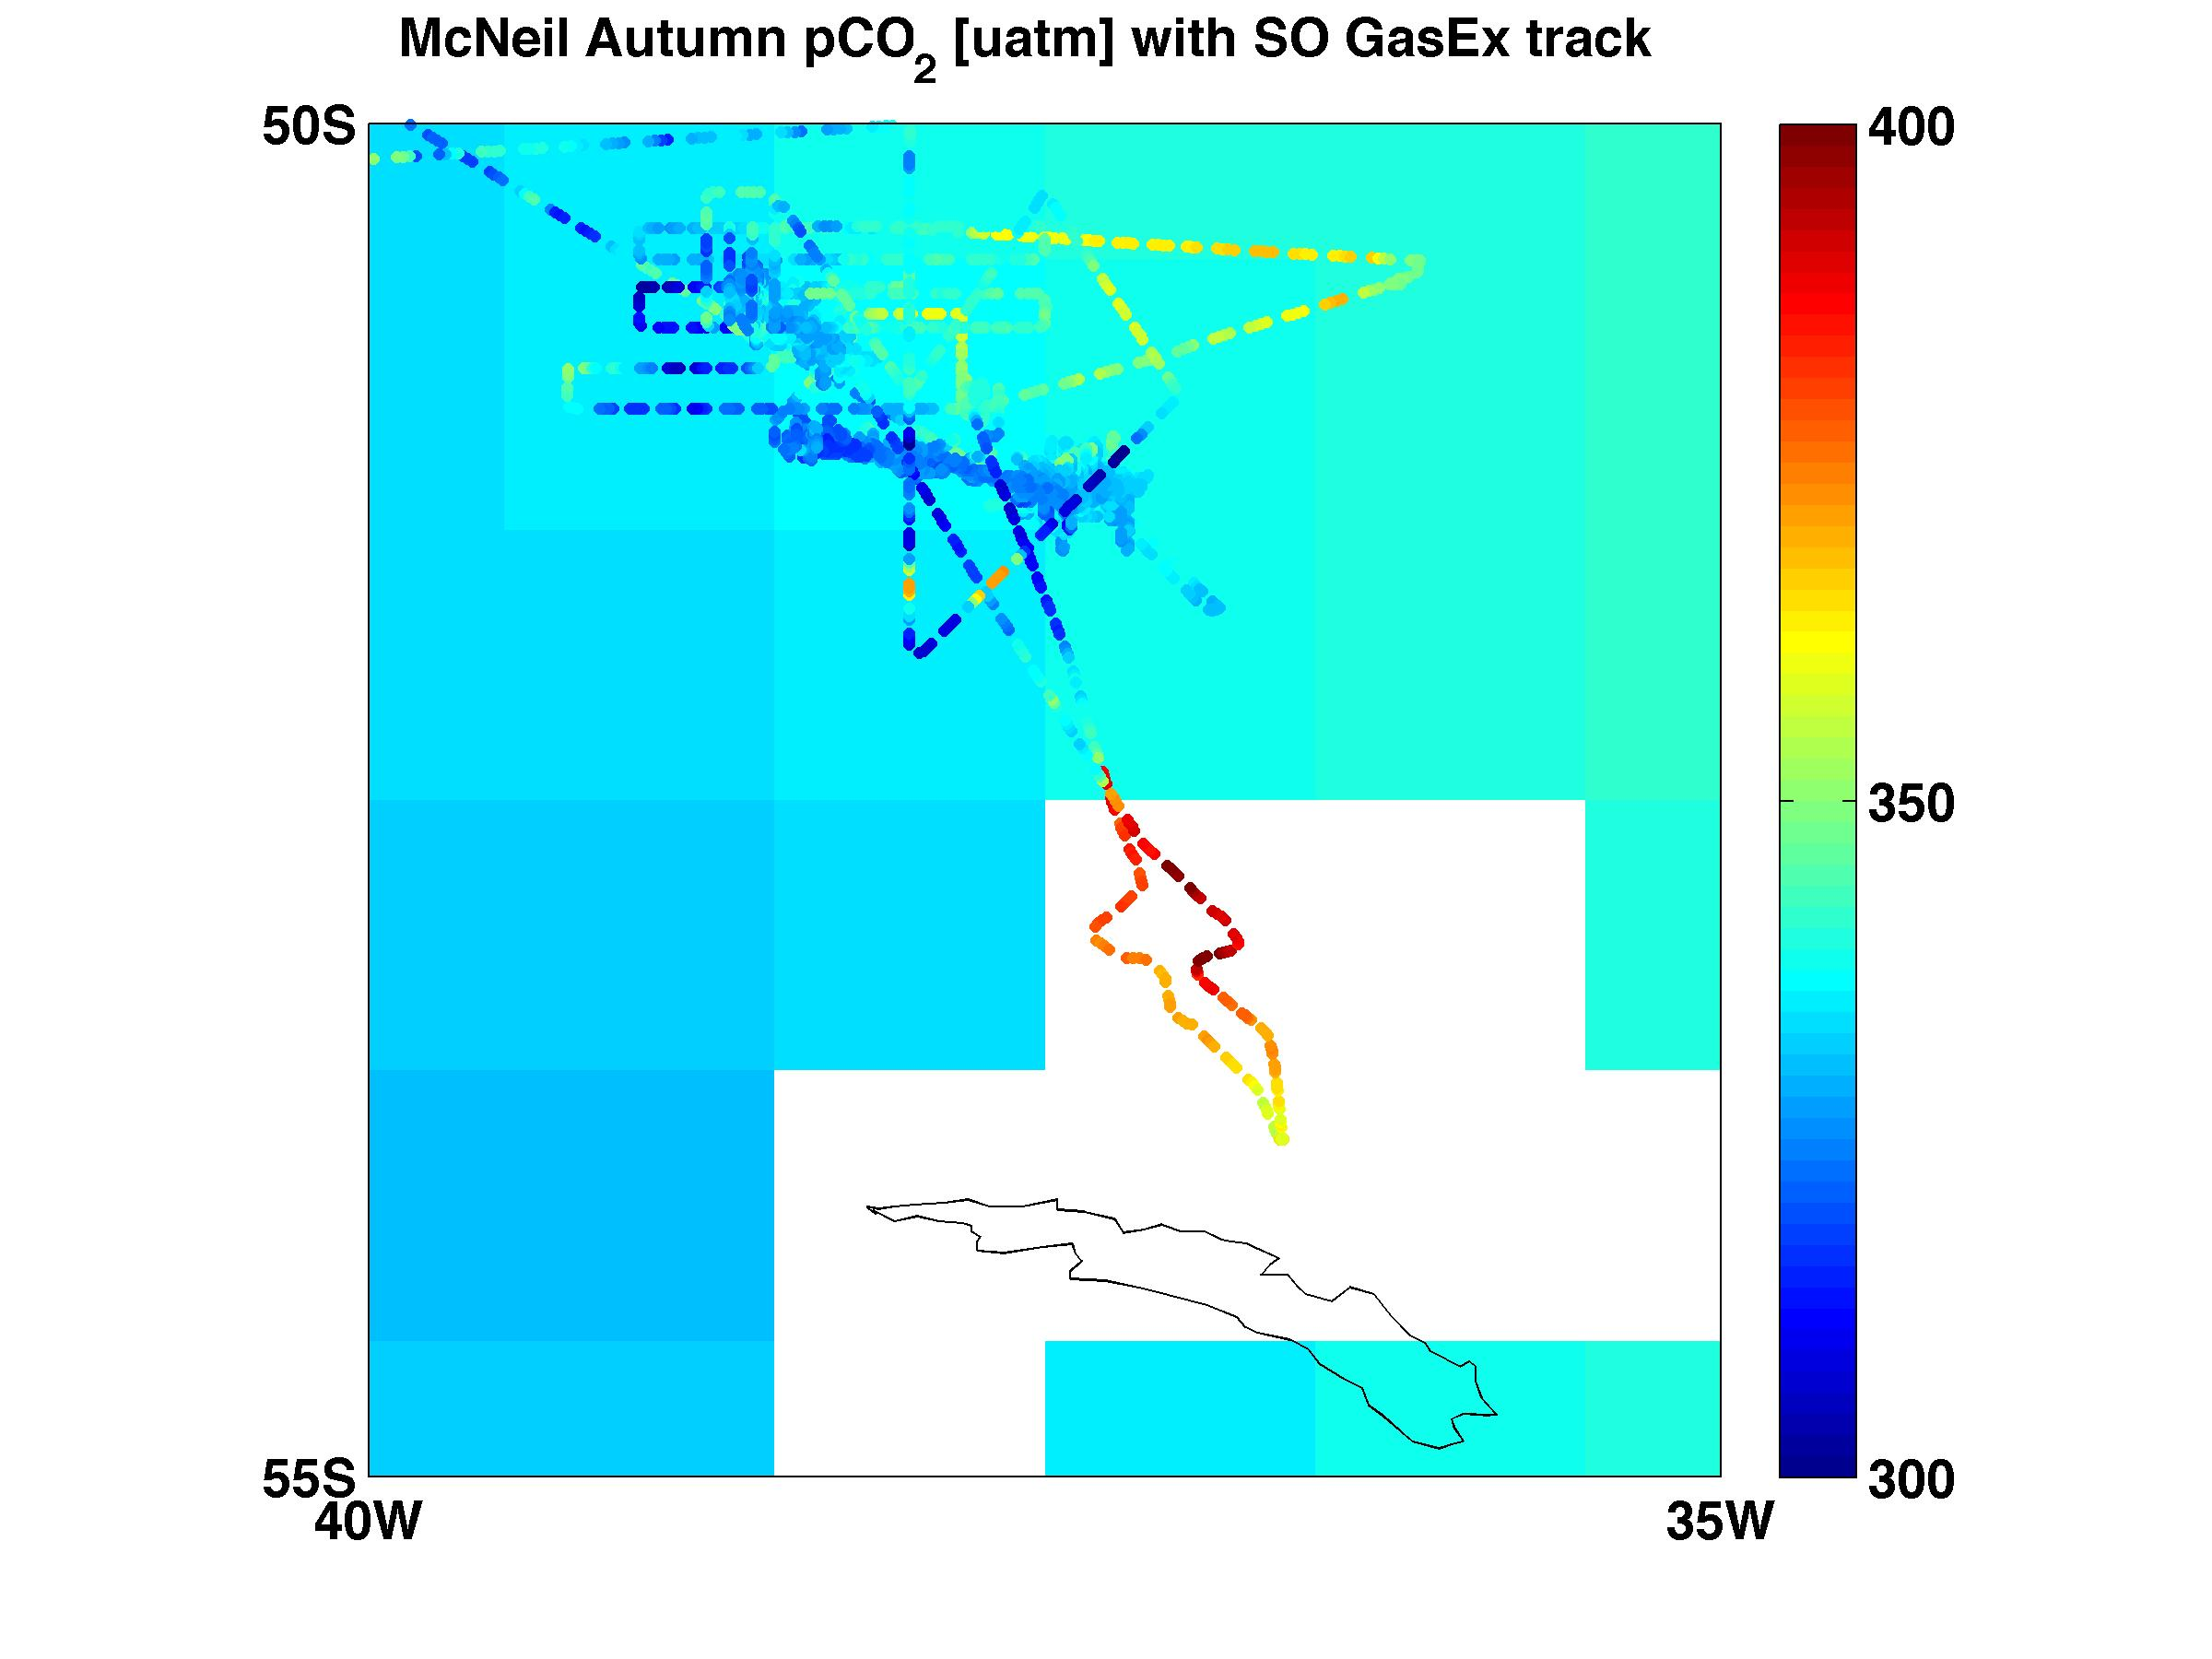 McNeil Autumn pCO₂ [uatm] with SO GasEx track
50S
400
350
55S
300
40W
35W